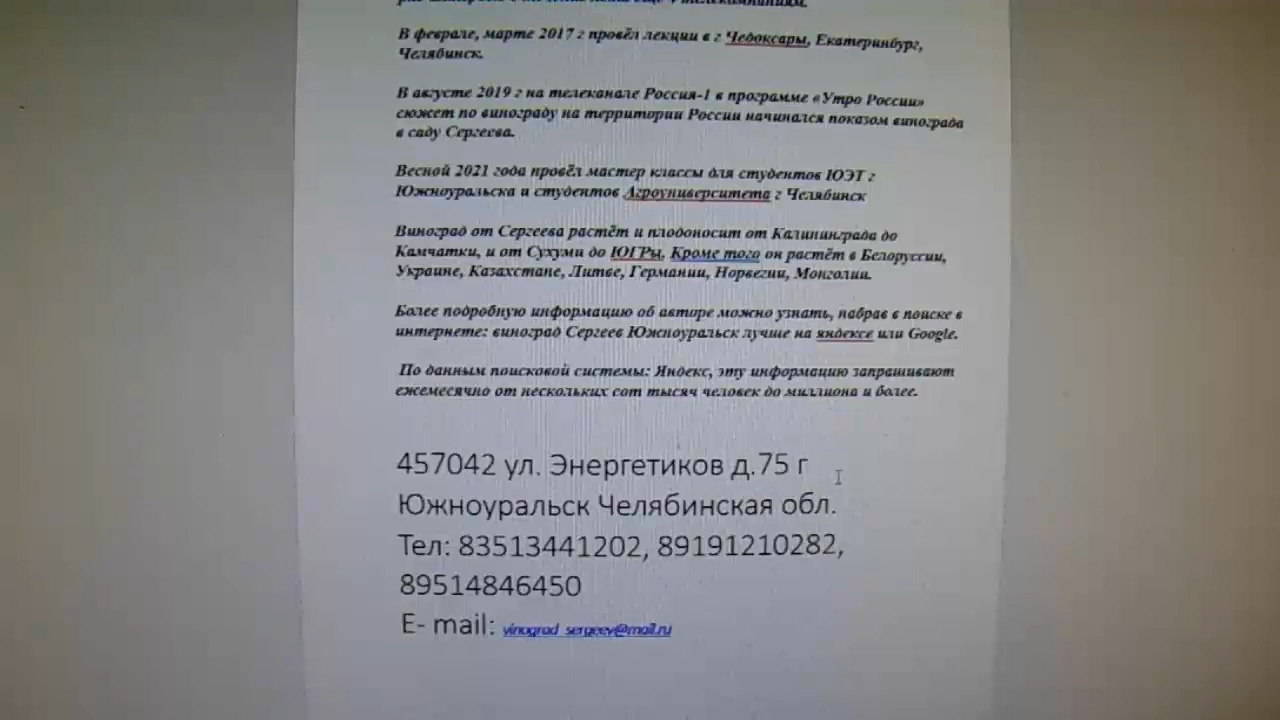 В феврале, марте 2017 г провёл лекции в г Чебоксары, Екатеринбург,
Челябинск.
В августе 2019 г на телеканале Россия-1 в программе «Утро России»
сюжет по винограду на территории России начинался показом винограда
в саду Сергеева.
Весной 2021 года провёл мастер классы для студентов ЮЭТ г
Южноуральска и студентов Агроуниверситета г Челябинск
Виноград от Сергеева растёт и плодоносит от Калининграда до
Камчатки, и от Сухуми до ЮГРы. Кроме того он растёт в Белоруссии,
Украине, Казахстане, Литве, Германии, Норвегии, Монголии.
Более подробную информацию об авторе можно узнать, набрав в поиске в
интернете: виноград Сергеев Южноуральск лучше на яндексе или Google.
По данным поисковой системы: Яндекс, эту информацию запрашивают
ежемесячно от нескольких сот тысяч человек до миллиона и более.
457042 ул. Энергетиков д.75 г
Южноуральск Челябинская обл.
Тел: 83513441202, 89191210282,
89514846450
E- mail: vinograd_sergeev@mail.ru